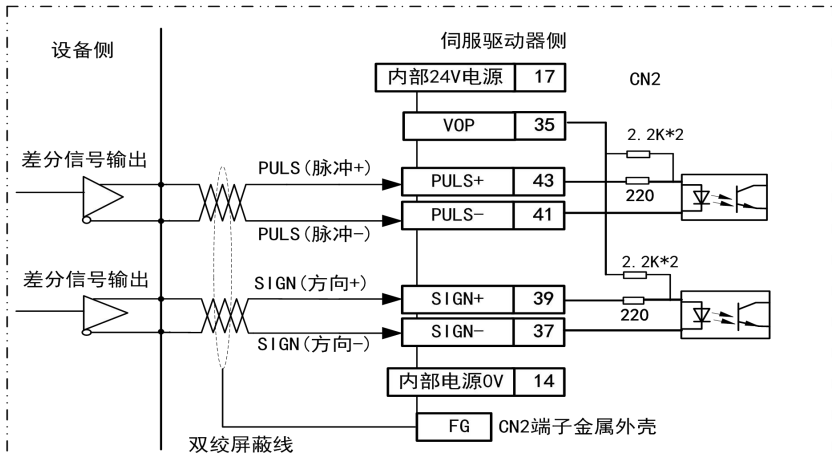 设备侧
伺服驱动器侧
内部24V电源 17
CN2
VOP 35
2.2K*2
差分信号输出
PULS(脉冲+)
PULS+ 43
220
PULS- 41
PULS(脉冲-)
2.2K*2
差分信号输出
SIGN(方向+)
SIGN+ 39
220
SIGN- 37
SIGN(方向-)
内部电源0V 14
FG CN2端子金属外壳
双绞屏蔽线